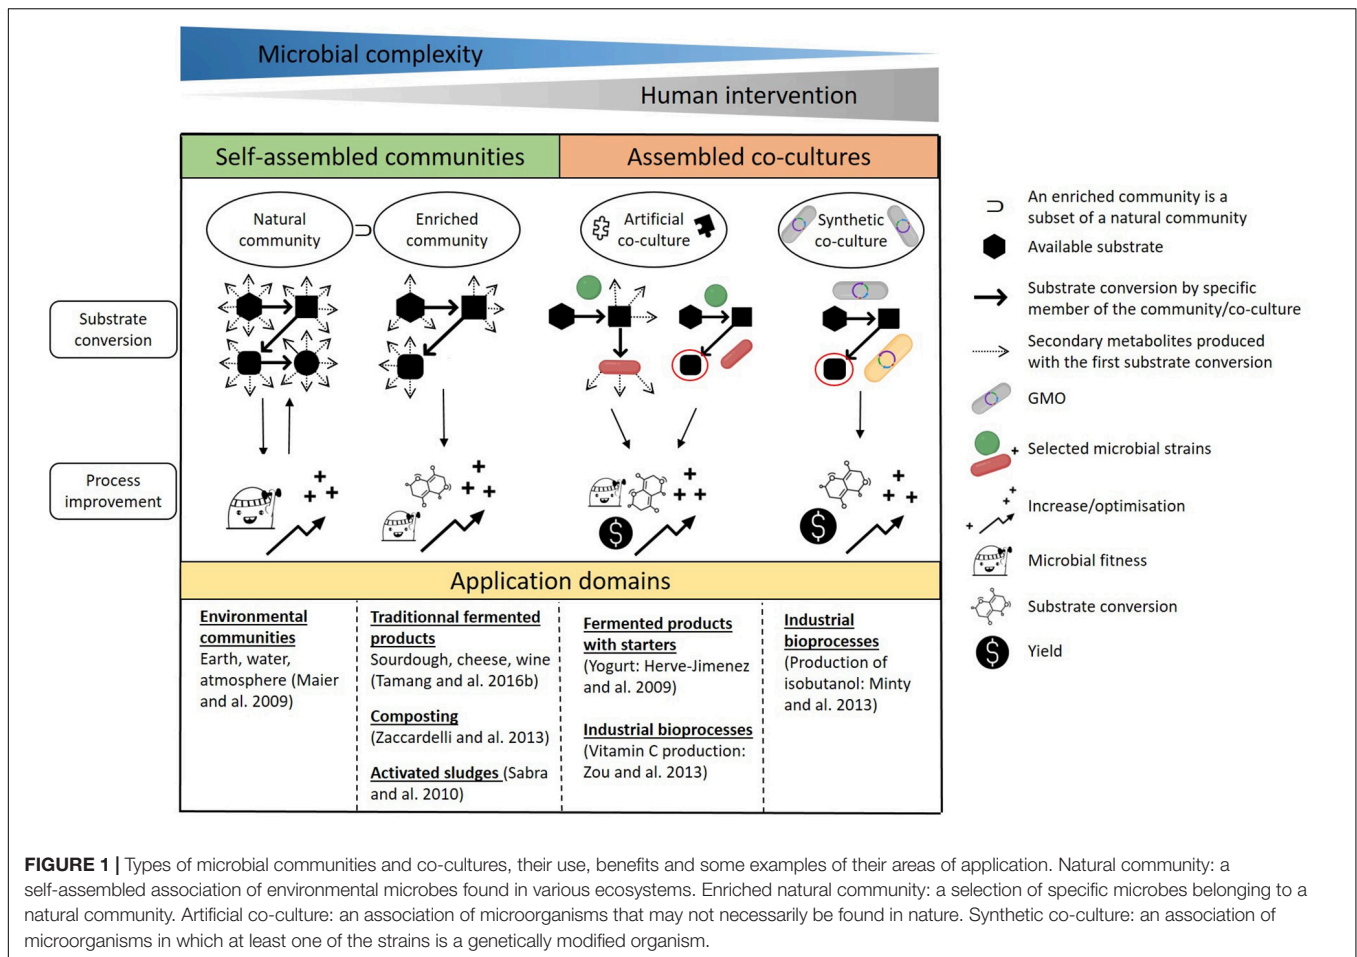 Microbial complexity
Human intervention
Self-assembled communities
Assembled co-cultures
Natural
community
⊃
Enriched
community
Artificial
co-culture
Synthetic
co-culture
Substrate
conversion
Process
improvement
Application domains
Environmental
communities
Earth, water,
atmosphere (Maier
and al. 2009)
Traditionnal fermented
products
Sourdough, cheese, wine
(Tamang and al. 2016b)
Composting
(Zaccardelli and al. 2013)
Activated sludges (Sabra
and al. 2010)
Fermented products
with starters
(Yogurt: Herve-Jimenez
and al. 2009)
Industrial bioprocesses
(Vitamin C production:
Zou and al. 2013)
Industrial
bioprocesses
(Production of
isobutanol: Minty
and al. 2013)
⊃ An enriched community is a
subset of a natural community
Available substrate
Substrate conversion by specific
member of the community/co-culture
Secondary metabolites produced
with the first substrate conversion
GMO
Selected microbial strains
Increase/optimisation
Microbial fitness
Substrate conversion
$ Yield
FIGURE 1 | Types of microbial communities and co-cultures, their use, benefits and some examples of their areas of application. Natural community: a
self-assembled association of environmental microbes found in various ecosystems. Enriched natural community: a selection of specific microbes belonging to a
natural community. Artificial co-culture: an association of microorganisms that may not necessarily be found in nature. Synthetic co-culture: an association of
microorganisms in which at least one of the strains is a genetically modified organism.